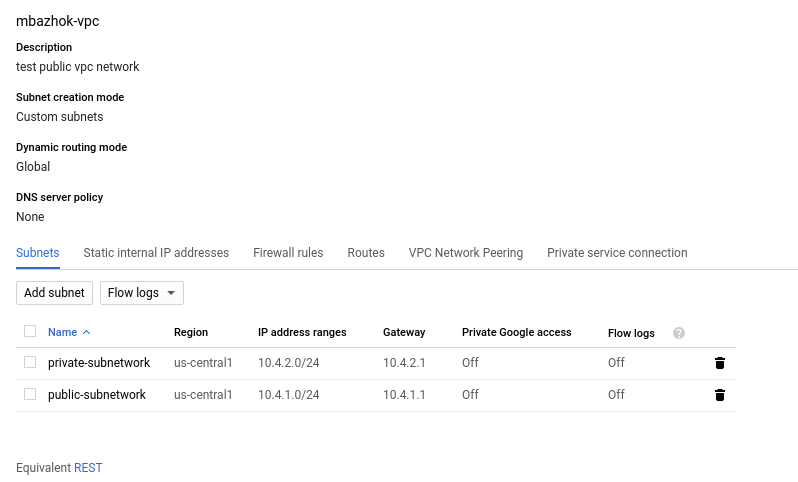 mbazhok-vpc
Description
test public vpc network
Subnet creation mode
Custom subnets
Dynamic routing mode
Global
DNS server policy
None
Subnets Static internal IP addresses Firewall rules Routes VPC Network Peering Private service connection
Add subnet Flow logs
Name Region IP address ranges Gateway Private Google access Flow logs ?
private-subnetwork us-central1 10.4.2.0/24 10.4.2.1 Off Off
public-subnetwork us-central1 10.4.1.0/24 10.4.1.1 Off Off
Equivalent REST